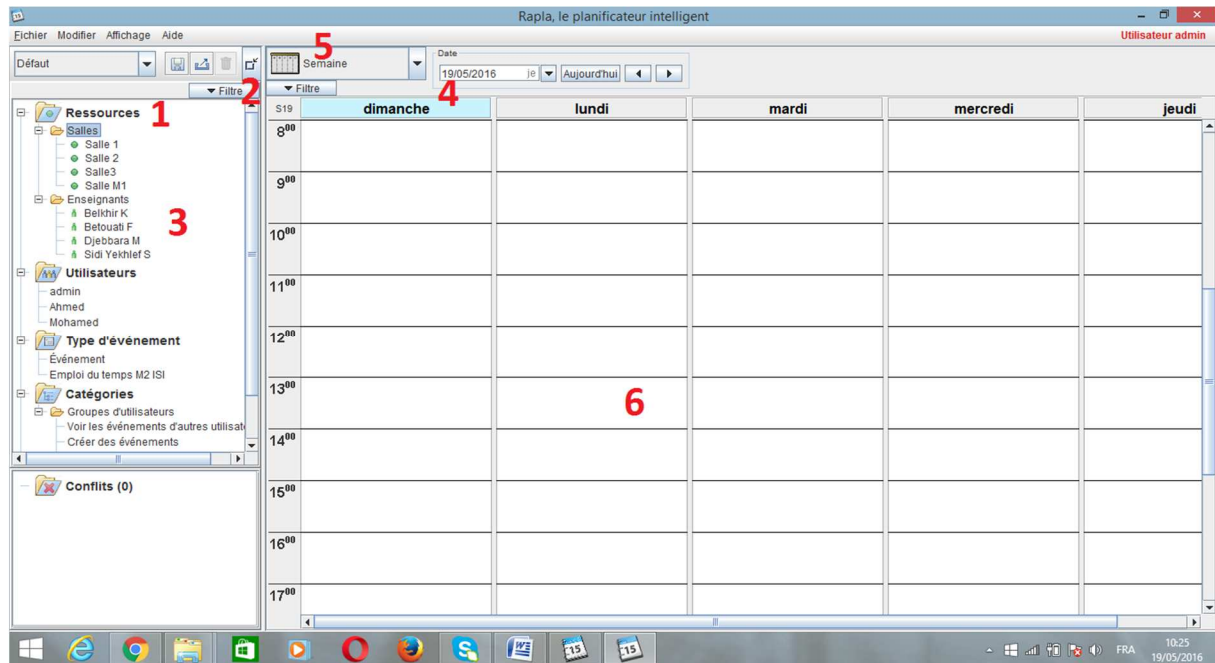 Rapla, le planificateur intelligent
Fichier Modifier Affichage Aide
Utilisateur admin
Défaut
5
Semaine
Date
19/05/2016 je Aujourd'hui
Filtre 2
Filtre 4
Ressources 1
Salles
Salle 1
Salle 2
Salle3
Salle M1
Enseignants
Belkhir K
Betouati F
Djebbara M
Sidi Yekhlef S
3
Utilisateurs
admin
Ahmed
Mohamed
Type d'événement
Événement
Emploi du temps M2 ISI
Catégories
Groupes d'utilisateurs
Voir les événements d'autres utilisat
Créer des événements
Conflits (0)
S19 dimanche lundi mardi mercredi jeudi
8⁰⁰
9⁰⁰
10⁰⁰
11⁰⁰
12⁰⁰
13⁰⁰
6
14⁰⁰
15⁰⁰
16⁰⁰
17⁰⁰
FRA
10:25
19/05/2016